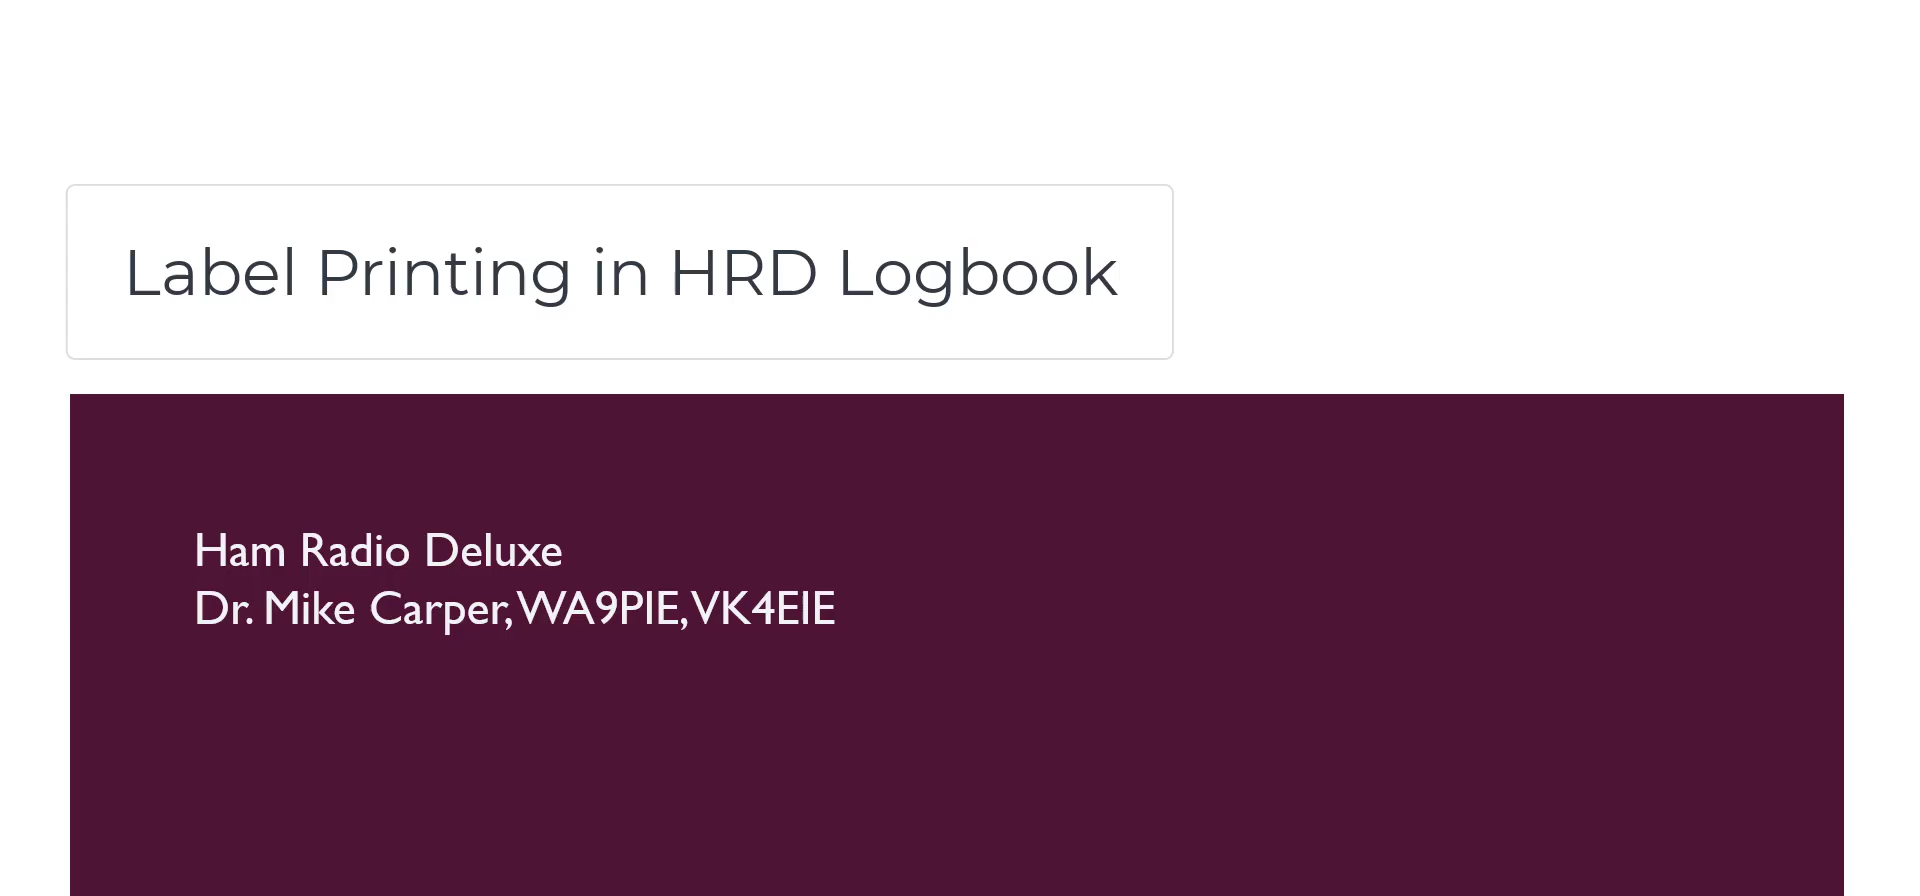 Label Printing in HRD Logbook
Ham Radio Deluxe
Dr. Mike Carper, WA9PIE, VK4EIE